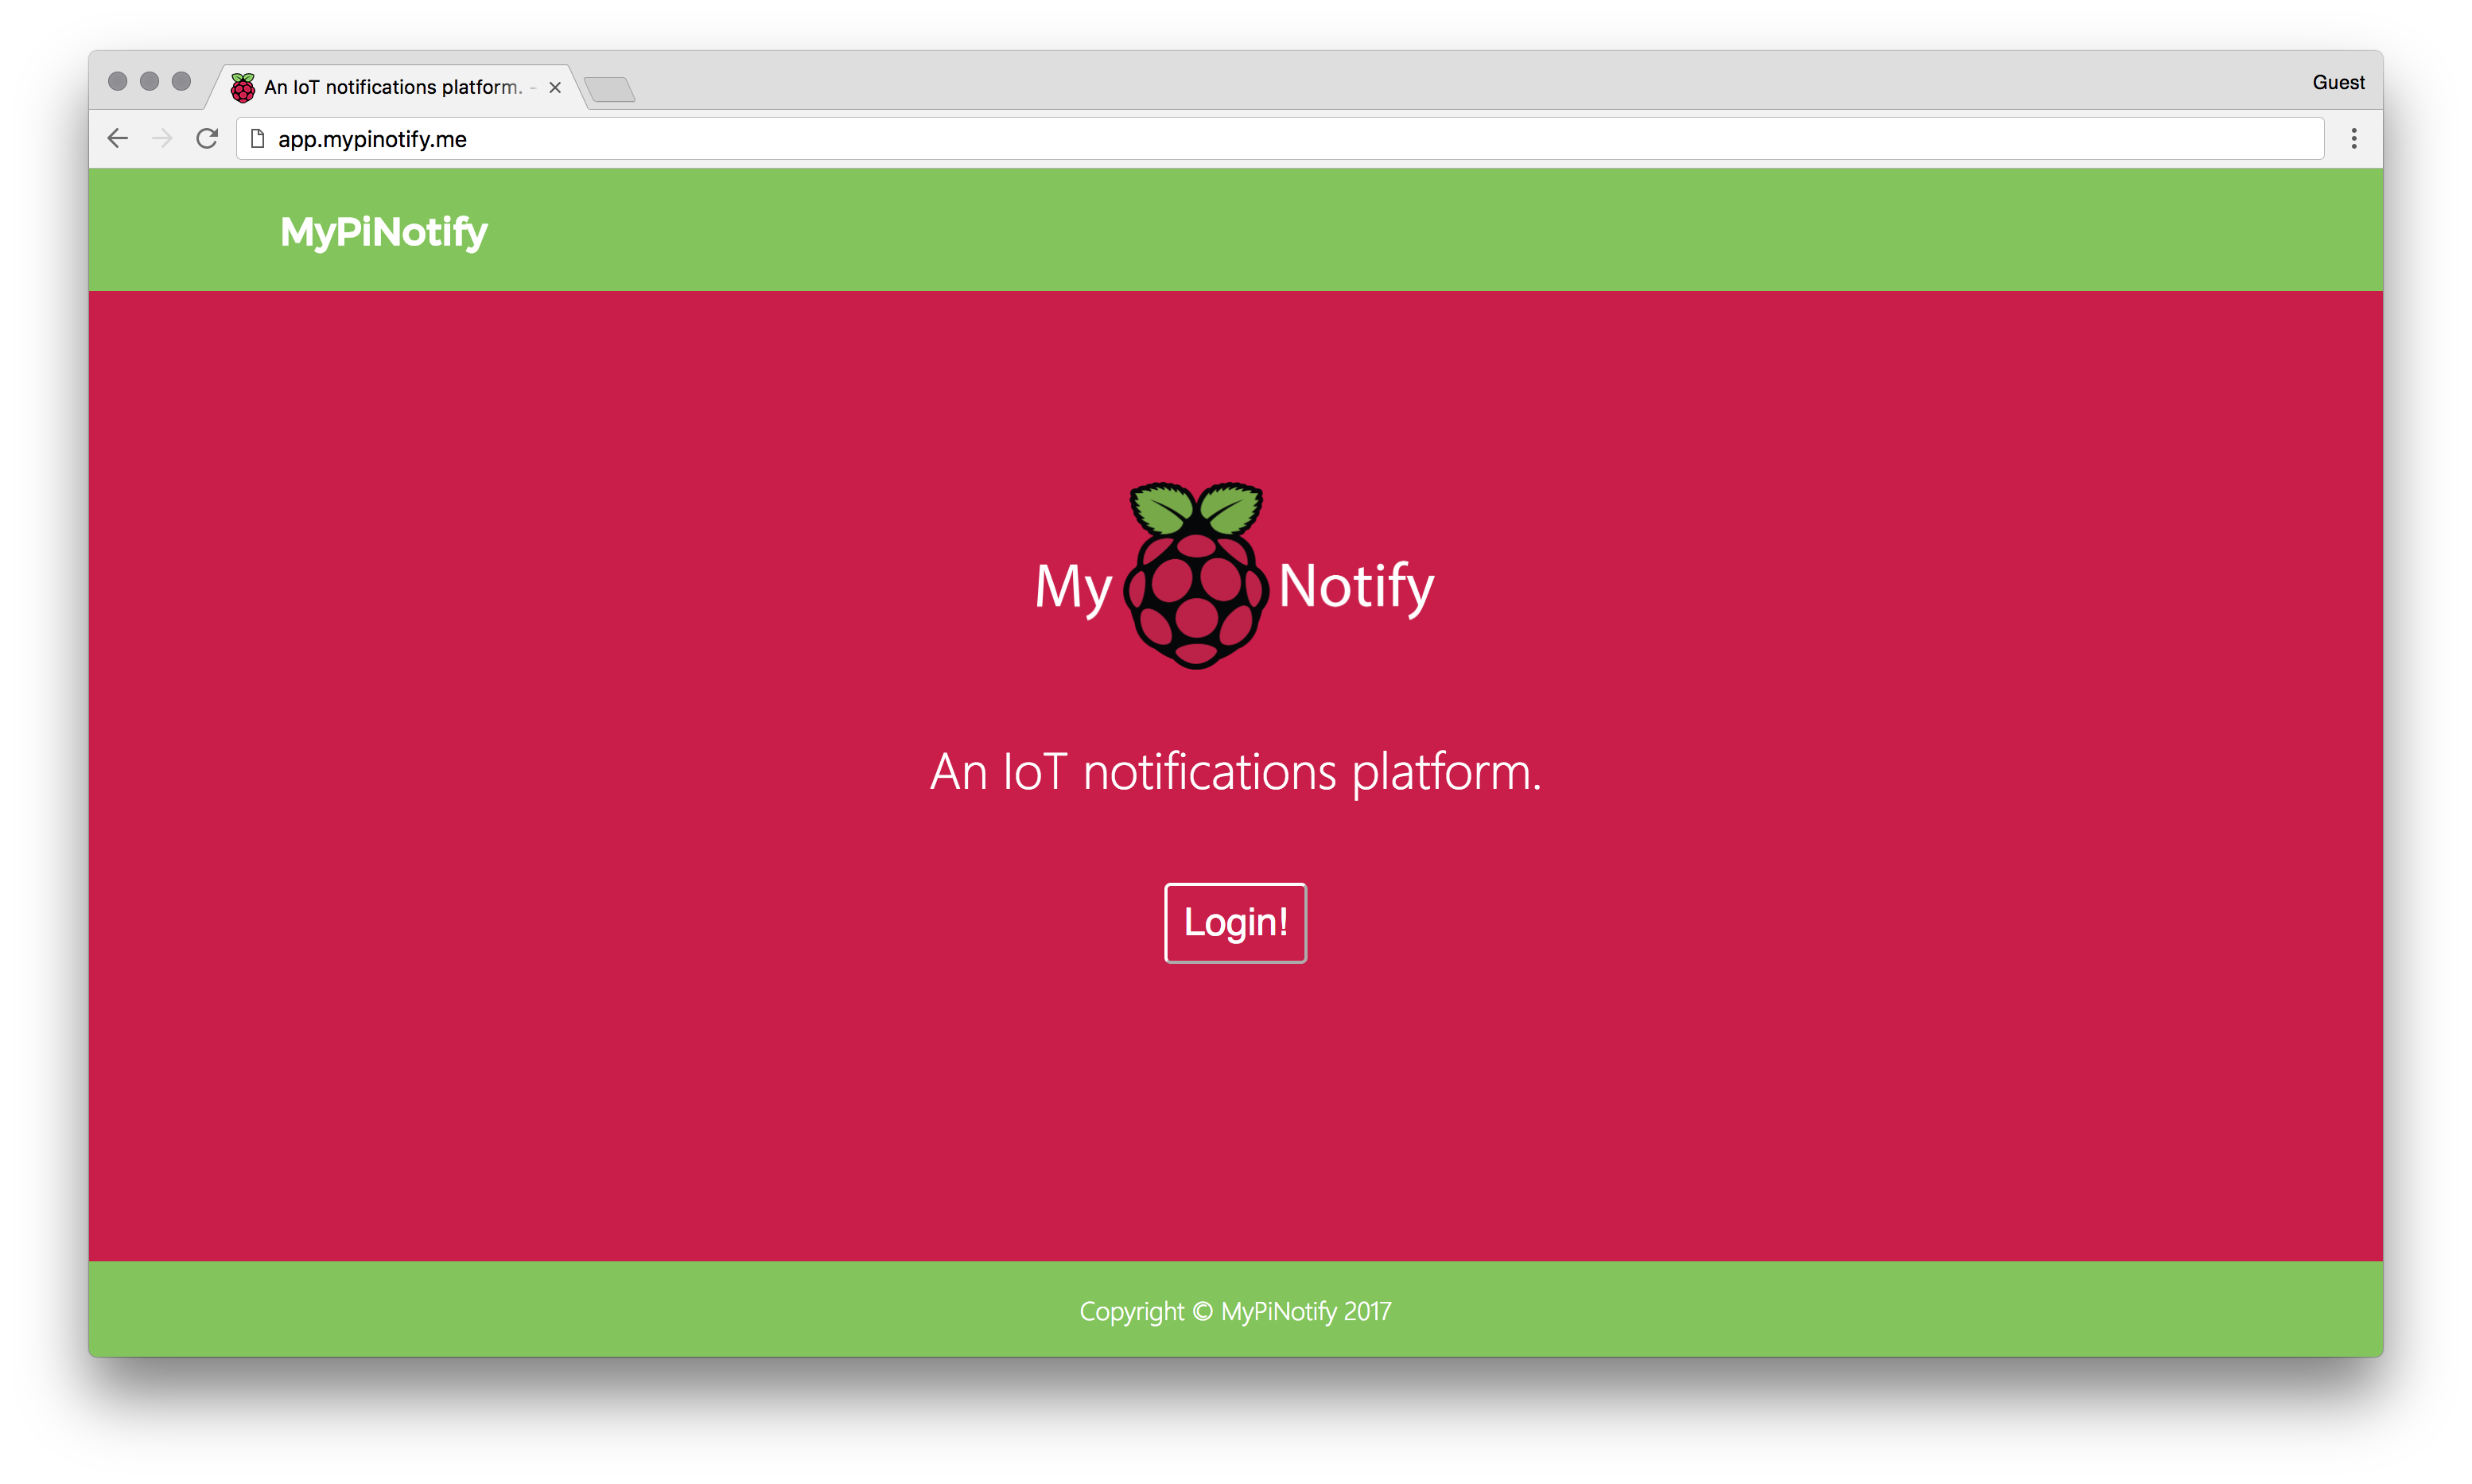 An IoT notifications platform. -
Guest
app.mypinotify.me
MyPiNotify
My Notify
An IoT notifications platform.
Login!
Copyright © MyPiNotify 2017